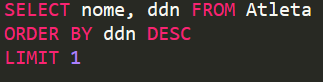 SELECT nome, ddn FROM Atleta
ORDER BY ddn DESC
LIMIT 1